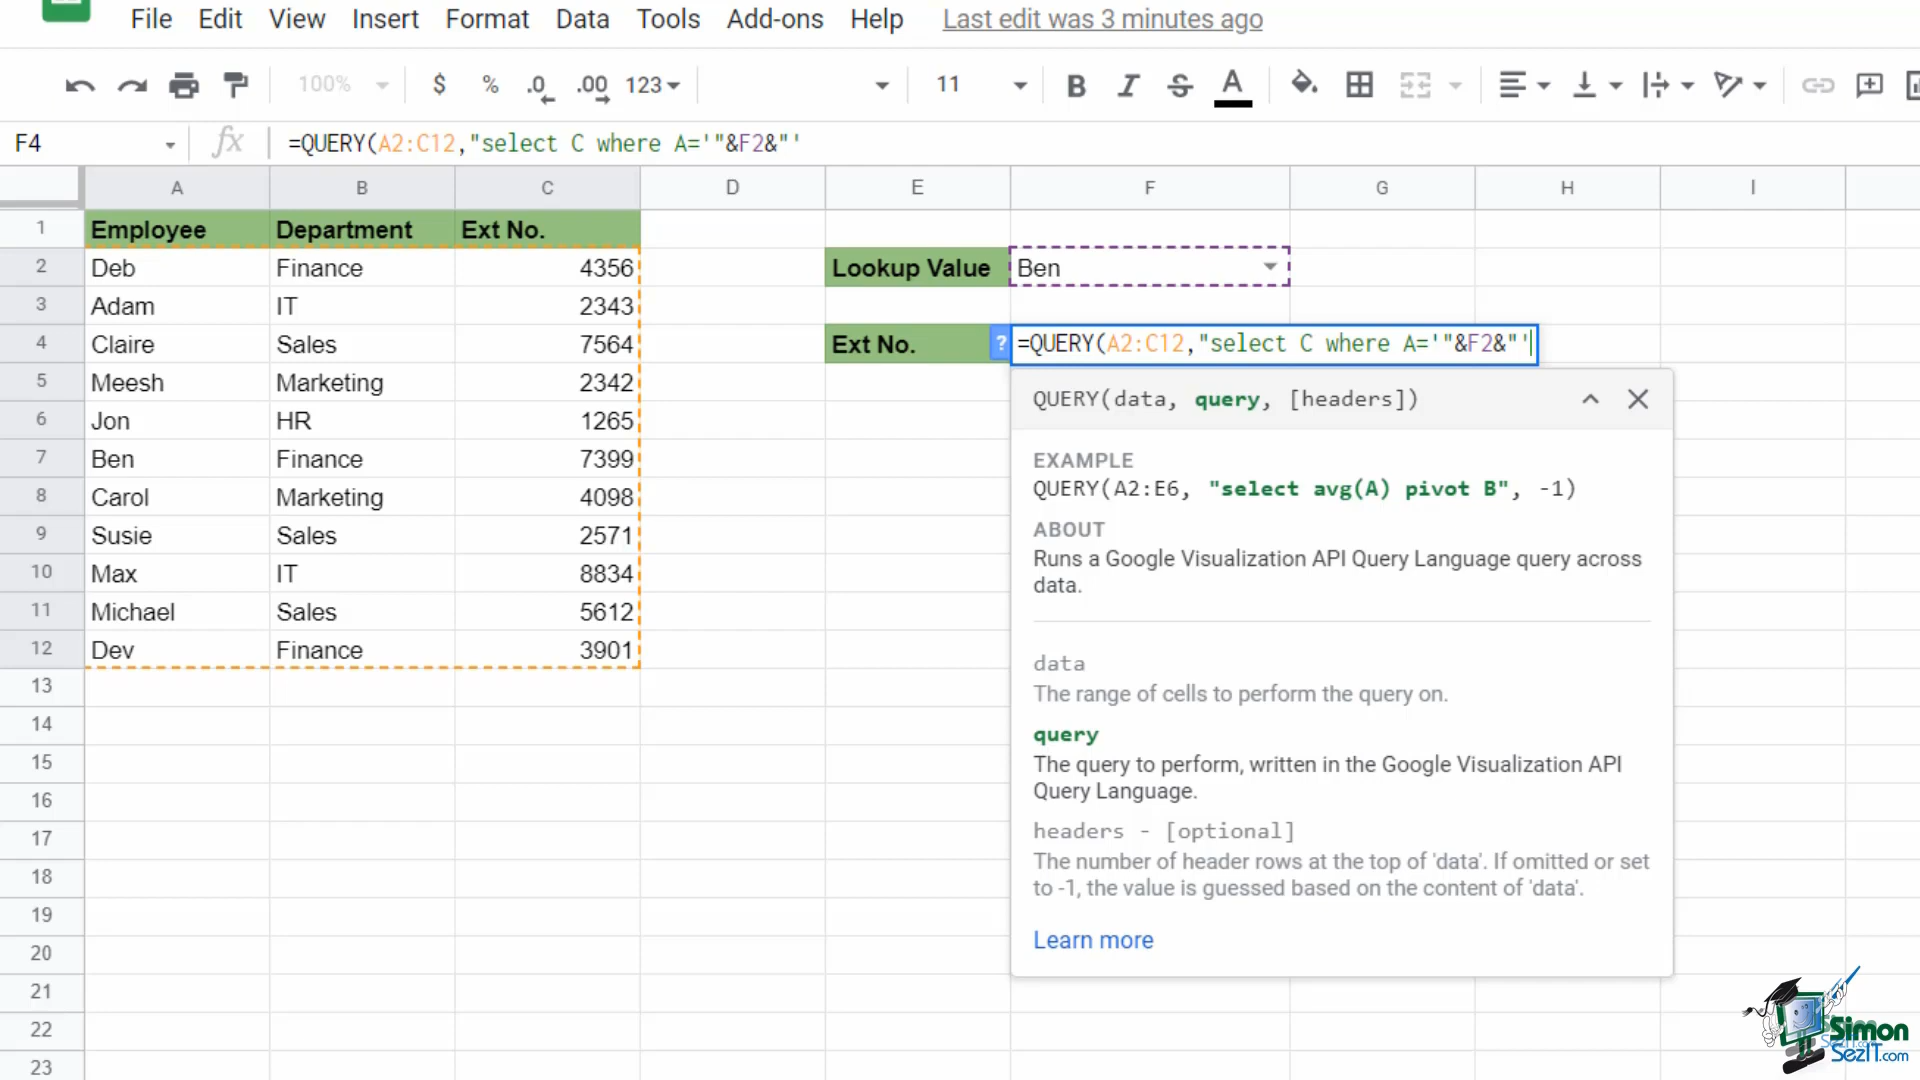 File Edit View Insert Format Data Tools Add-ons Help Last edit was 3 minutes ago
100% $ % .0 .00 123 11 B I S A
F4 fx =QUERY(A2:C12,"select C where A='"&F2&"'
A B C D E F G H I
1 Employee Department Ext No.
2 Deb Finance 4356 Lookup Value Ben
3 Adam IT 2343
4 Claire Sales 7564 Ext No. ? =QUERY(A2:C12,"select C where A='"&F2&"'
5 Meesh Marketing 2342
6 Jon HR 1265
7 Ben Finance 7399
8 Carol Marketing 4098
9 Susie Sales 2571
10 Max IT 8834
11 Michael Sales 5612
12 Dev Finance 3901
13
14
15
16
17
18
19
20
21
22
23
QUERY(data, query, [headers])
EXAMPLE
QUERY(A2:E6, "select avg(A) pivot B", -1)
ABOUT
Runs a Google Visualization API Query Language query across
data.
data
The range of cells to perform the query on.
query
The query to perform, written in the Google Visualization API
Query Language.
headers - [optional]
The number of header rows at the top of 'data'. If omitted or set
to -1, the value is guessed based on the content of 'data'.
Learn more
Simon
SezIT.com